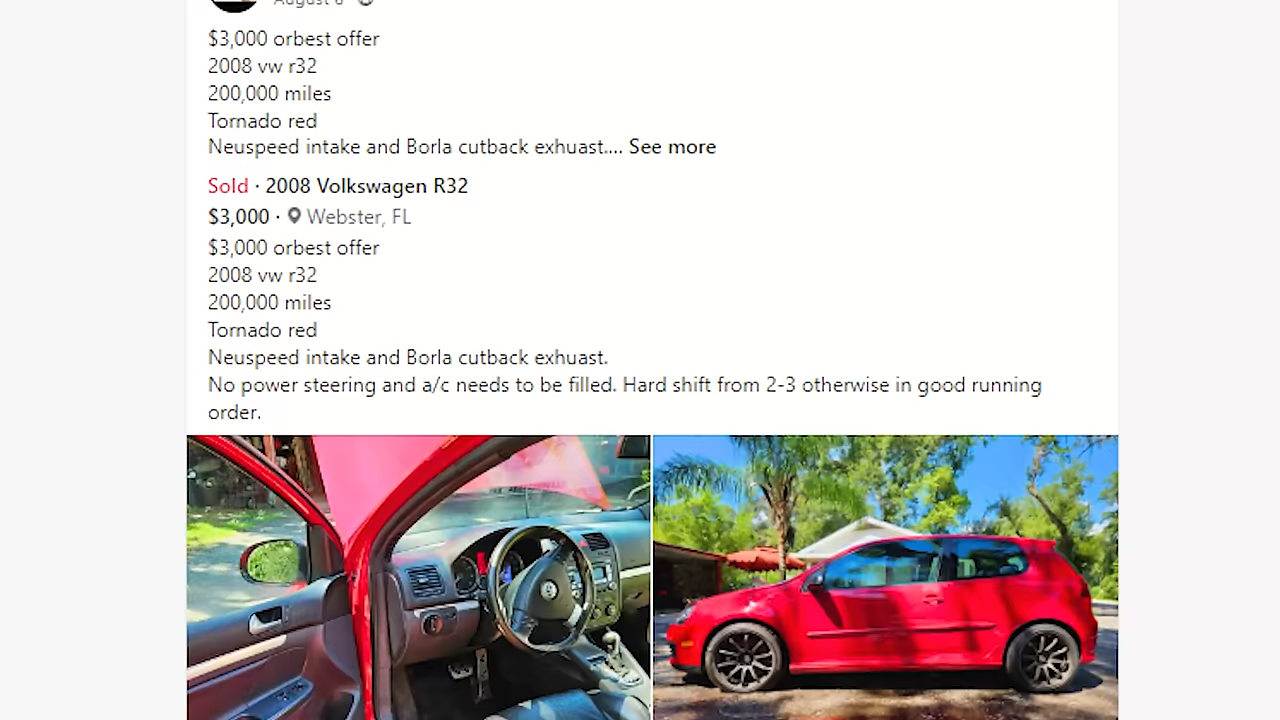 August 6
$3,000 orbest offer
2008 vw r32
200,000 miles
Tornado red
Neuspeed intake and Borla cutback exhuast.... See more
Sold · 2008 Volkswagen R32
$3,000 · Webster, FL
$3,000 orbest offer
2008 vw r32
200,000 miles
Tornado red
Neuspeed intake and Borla cutback exhuast.
No power steering and a/c needs to be filled. Hard shift from 2-3 otherwise in good running
order.